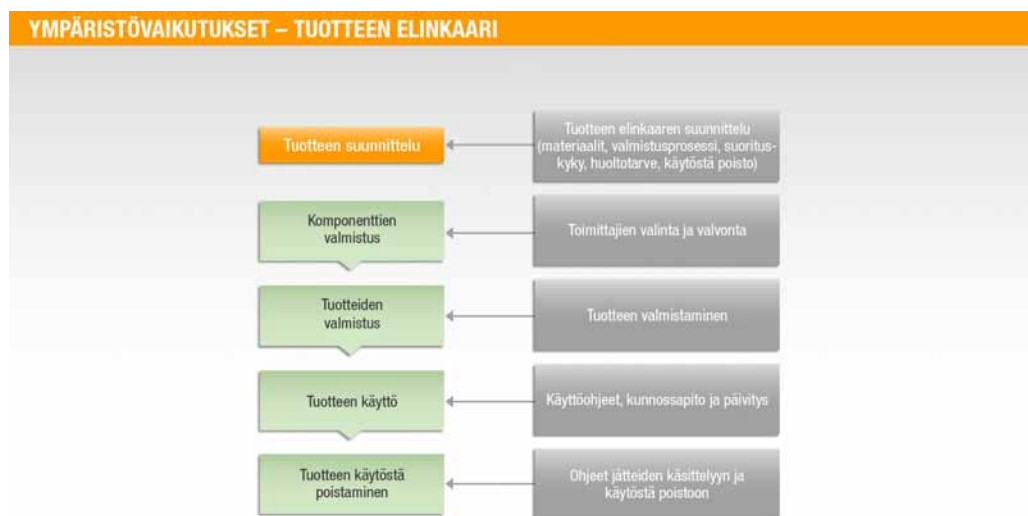 YMPÄRISTÖVAIKUTUKSET – TUOTTEEN ELINKAARI
Tuotteen suunnittelu
Tuotteen elinkaaren suunnittelu
(materiaalit, valmistusprosessi, suoritus-
kyky, huoltotarve, käytöstä poisto)
Komponenttien
valmistus
Toimittajien valinta ja valvonta
Tuotteiden
valmistus
Tuotteen valmistaminen
Tuotteen käyttö
Käyttöohjeet, kunnossapito ja päivitys
Tuotteen käytöstä
poistaminen
Ohjeet jätteiden käsittelyyn ja
käytöstä poistoon